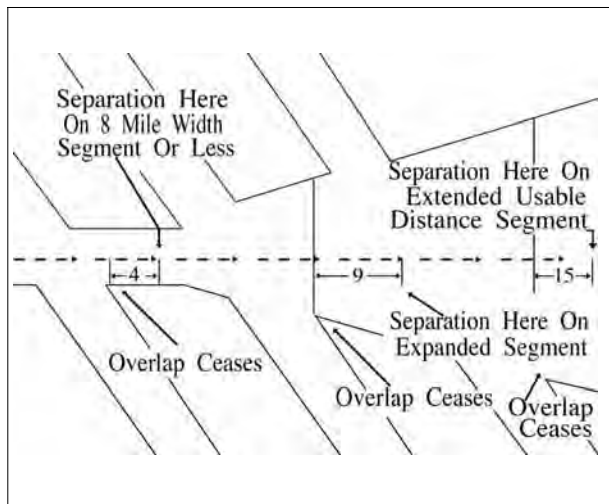 Separation Here
On 8 Mile Width
Segment Or Less
Separation Here On
Extended Usable
Distance Segment
4
9
15
Separation Here On
Expanded Segment
Overlap Ceases
Overlap Ceases
Overlap
Ceases